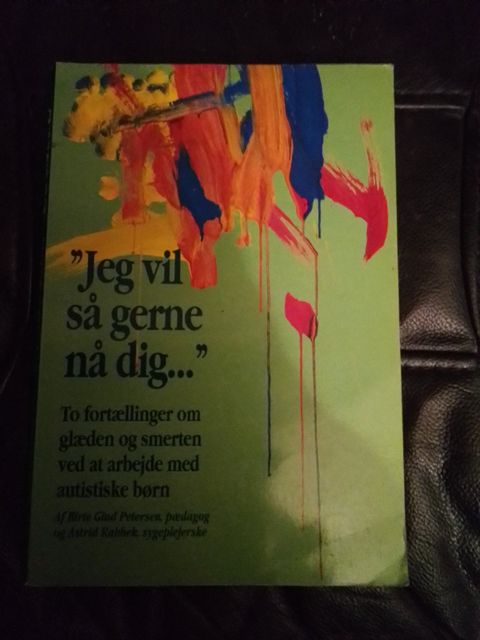 "Jeg vil
så gerne
nå dig..."
To fortællinger om
glæden og smerten
ved at arbejde med
autistiske børn
Af Birte Glud Petersen, pædagog
og Astrid Rahbek, sygeplejerske